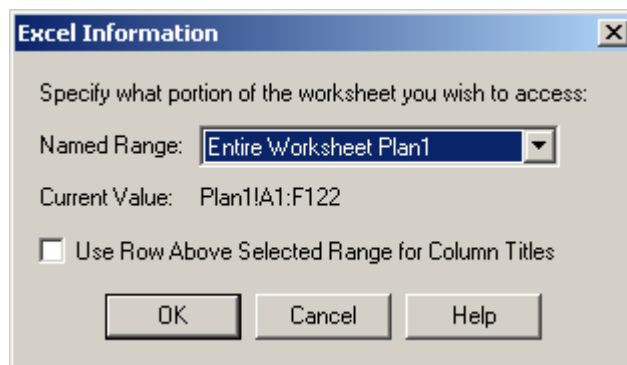 Excel Information
Specify what portion of the worksheet you wish to access:
Named Range: Entire Worksheet Plan1
Current Value: Plan1!A1:F122
Use Row Above Selected Range for Column Titles
OK Cancel Help